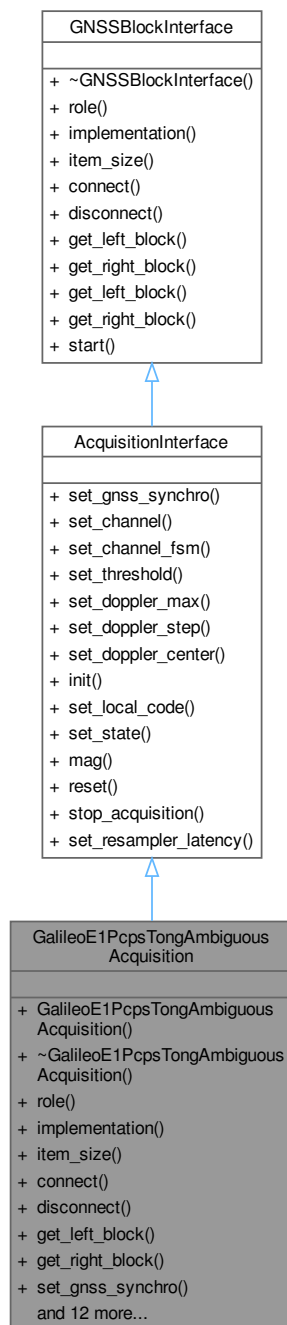 GNSSBlockInterface
+ ~GNSSBlockInterface()
+ role()
+ implementation()
+ item_size()
+ connect()
+ disconnect()
+ get_left_block()
+ get_right_block()
+ get_left_block()
+ get_right_block()
+ start()
AcquisitionInterface
+ set_gnss_synchro()
+ set_channel()
+ set_channel_fsm()
+ set_threshold()
+ set_doppler_max()
+ set_doppler_step()
+ set_doppler_center()
+ init()
+ set_local_code()
+ set_state()
+ mag()
+ reset()
+ stop_acquisition()
+ set_resampler_latency()
GalileoE1PcpsTongAmbiguous
Acquisition
+ GalileoE1PcpsTongAmbiguous
Acquisition()
+ ~GalileoE1PcpsTongAmbiguous
Acquisition()
+ role()
+ implementation()
+ item_size()
+ connect()
+ disconnect()
+ get_left_block()
+ get_right_block()
+ set_gnss_synchro()
and 12 more...